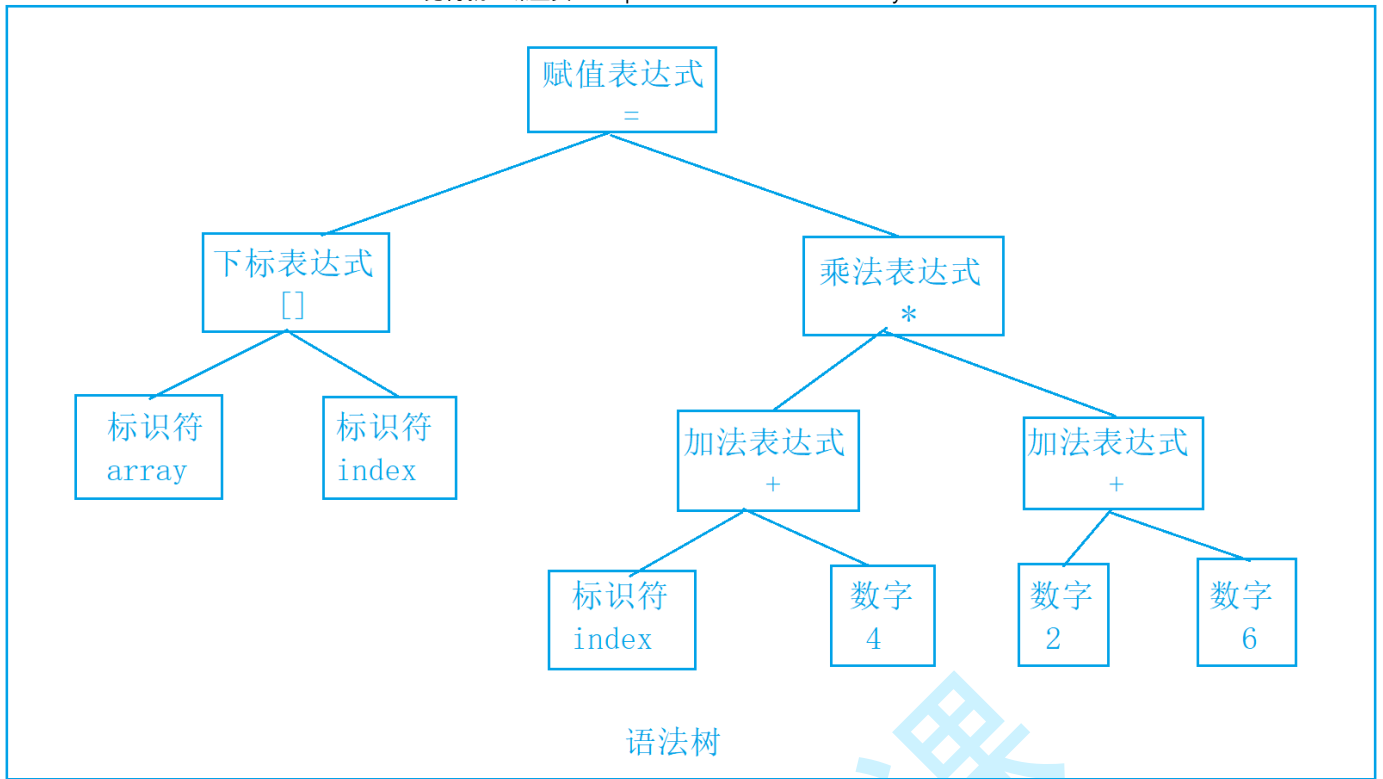 赋值表达式
=
下标表达式
[]
乘法表达式
*
标识符
array
标识符
index
加法表达式
+
加法表达式
+
标识符
index
数字
4
数字
2
数字
6
语法树
课